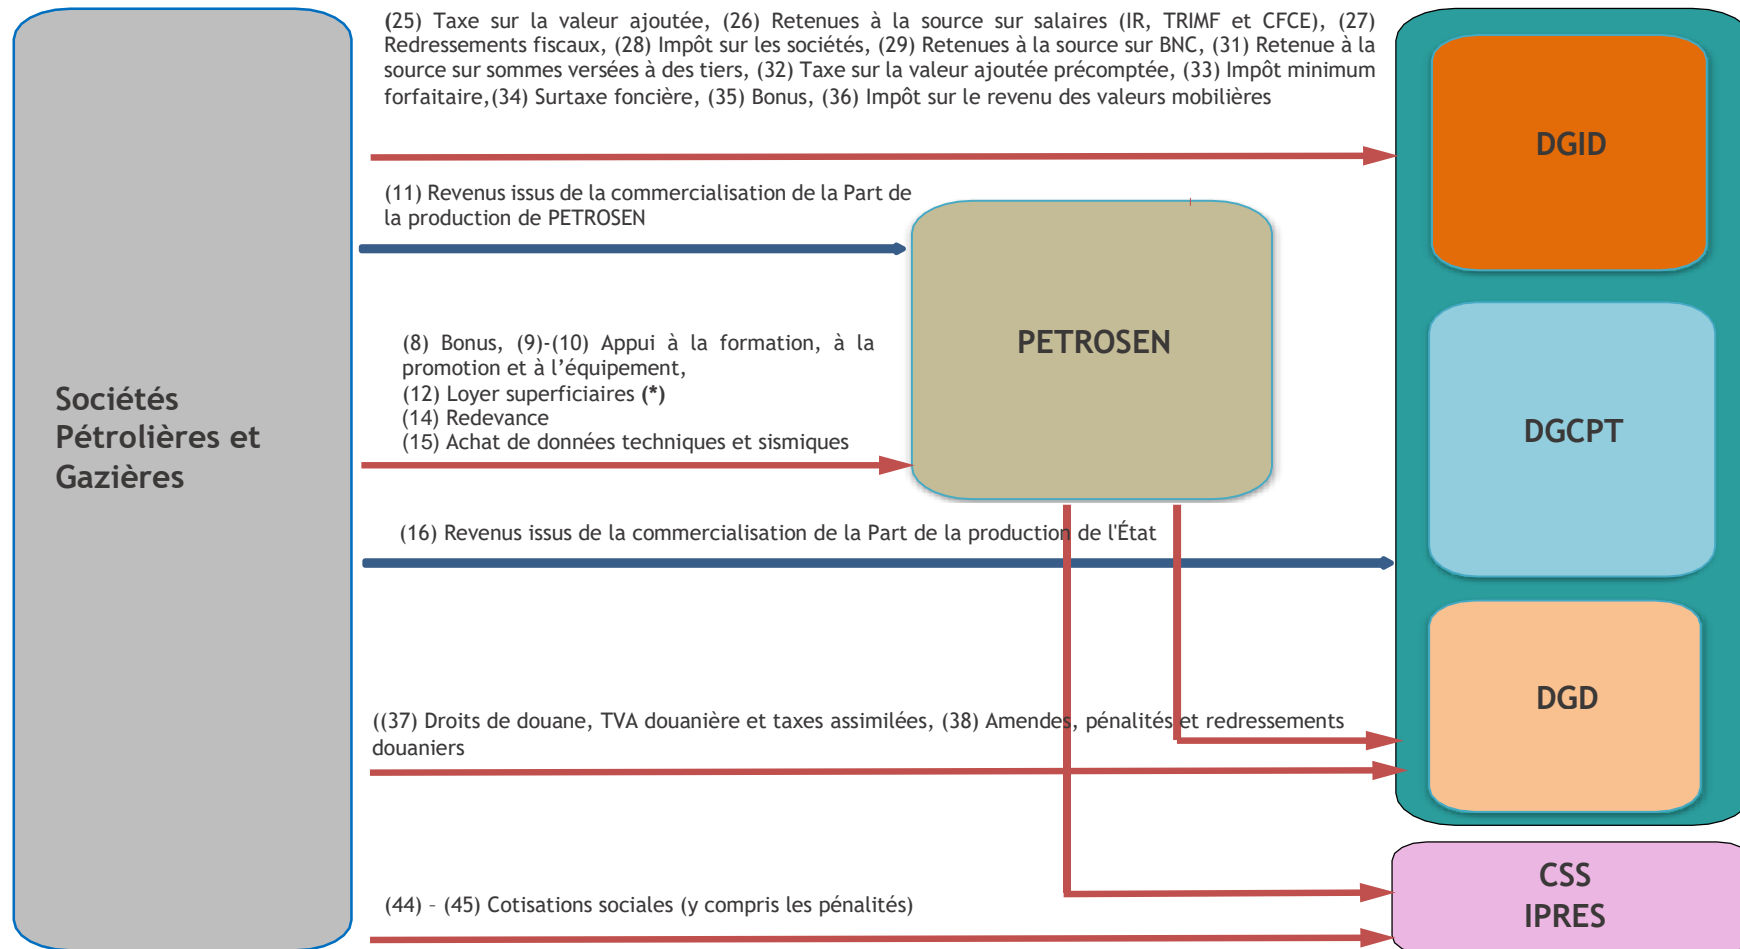 (25) Taxe sur la valeur ajoutée, (26) Retenues à la source sur salaires (IR, TRIMF et CFCE), (27)
Redressements fiscaux, (28) Impôt sur les sociétés, (29) Retenues à la source sur BNC, (31) Retenue à la
source sur sommes versées à des tiers, (32) Taxe sur la valeur ajoutée précomptée, (33) Impôt minimum
forfaitaire,(34) Surtaxe foncière, (35) Bonus, (36) Impôt sur le revenu des valeurs mobilières
DGID
(11) Revenus issus de la commercialisation de la Part de
la production de PETROSEN
PETROSEN
(8) Bonus, (9)-(10) Appui à la formation, à la
promotion et à l’équipement,
(12) Loyer superficiaires (*)
(14) Redevance
(15) Achat de données techniques et sismiques
Sociétés
Pétrolières et
Gazières
DGCPT
(16) Revenus issus de la commercialisation de la Part de la production de l'État
DGD
((37) Droits de douane, TVA douanière et taxes assimilées, (38) Amendes, pénalités et redressements
douaniers
CSS
IPRES
(44) – (45) Cotisations sociales (y compris les pénalités)